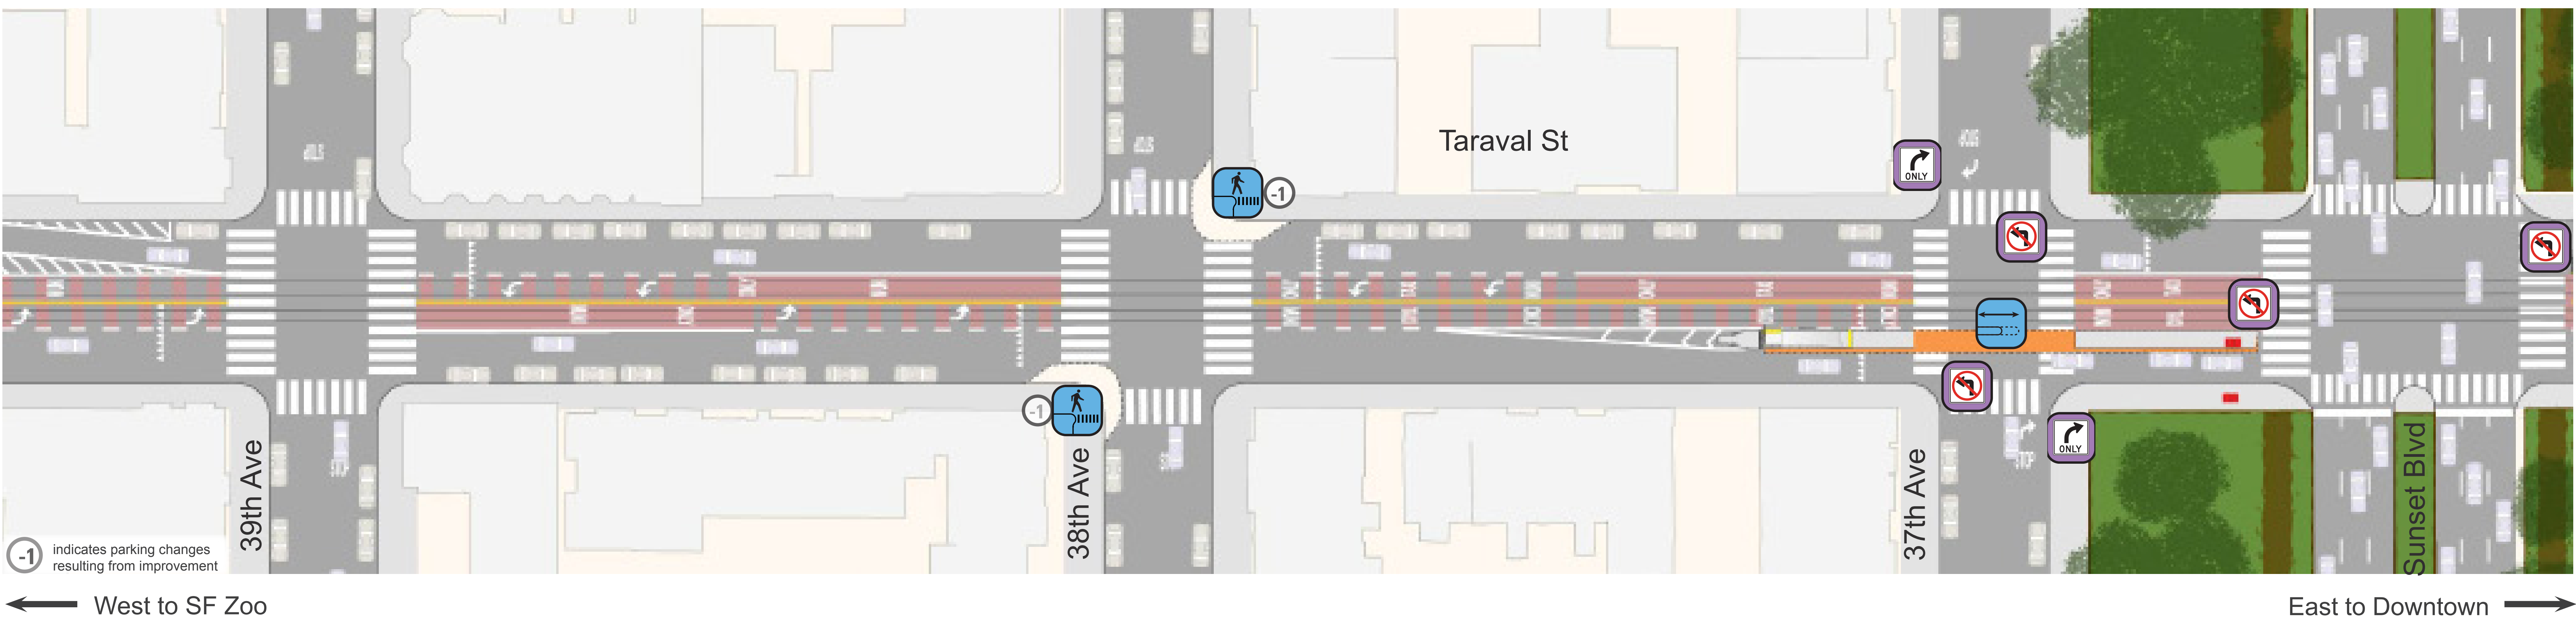 Taraval St
ONLY
-1
-1
ONLY
39th Ave
38th Ave
37th Ave
Sunset Blvd
-1 indicates parking changes
resulting from improvement
West to SF Zoo
East to Downtown